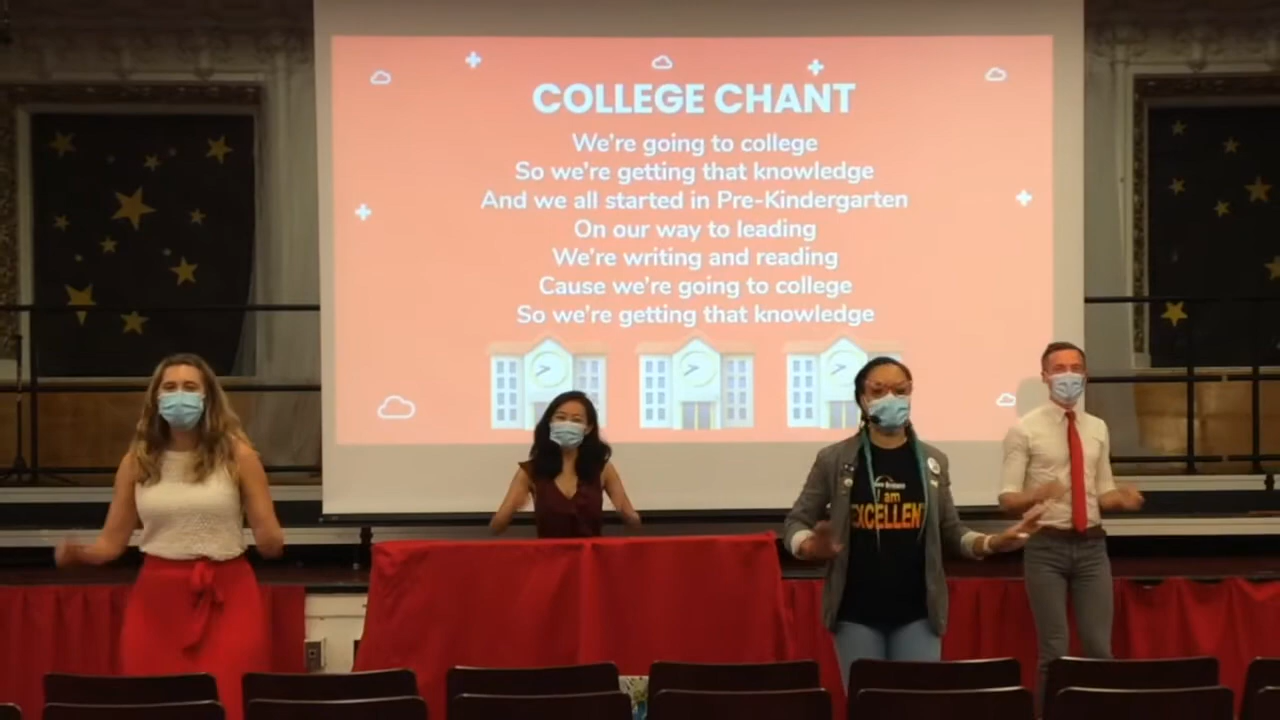 COLLEGE CHANT
We're going to college
So we're getting that knowledge
And we all started in Pre-Kindergarten
On our way to leading
We're writing and reading
Cause we're going to college
So we're getting that knowledge
I am
EXCELLENT